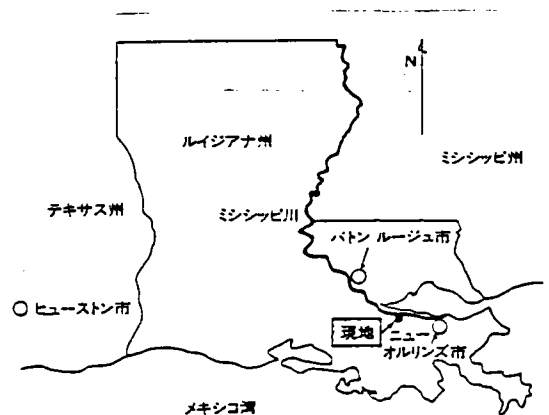 N
ルイジアナ州
ミシシッピ州
テキサス州
ミシシッピ川
バトン ルージュ市
ヒューストン市
現地
ニュー
オルリンズ市
メキシコ湾